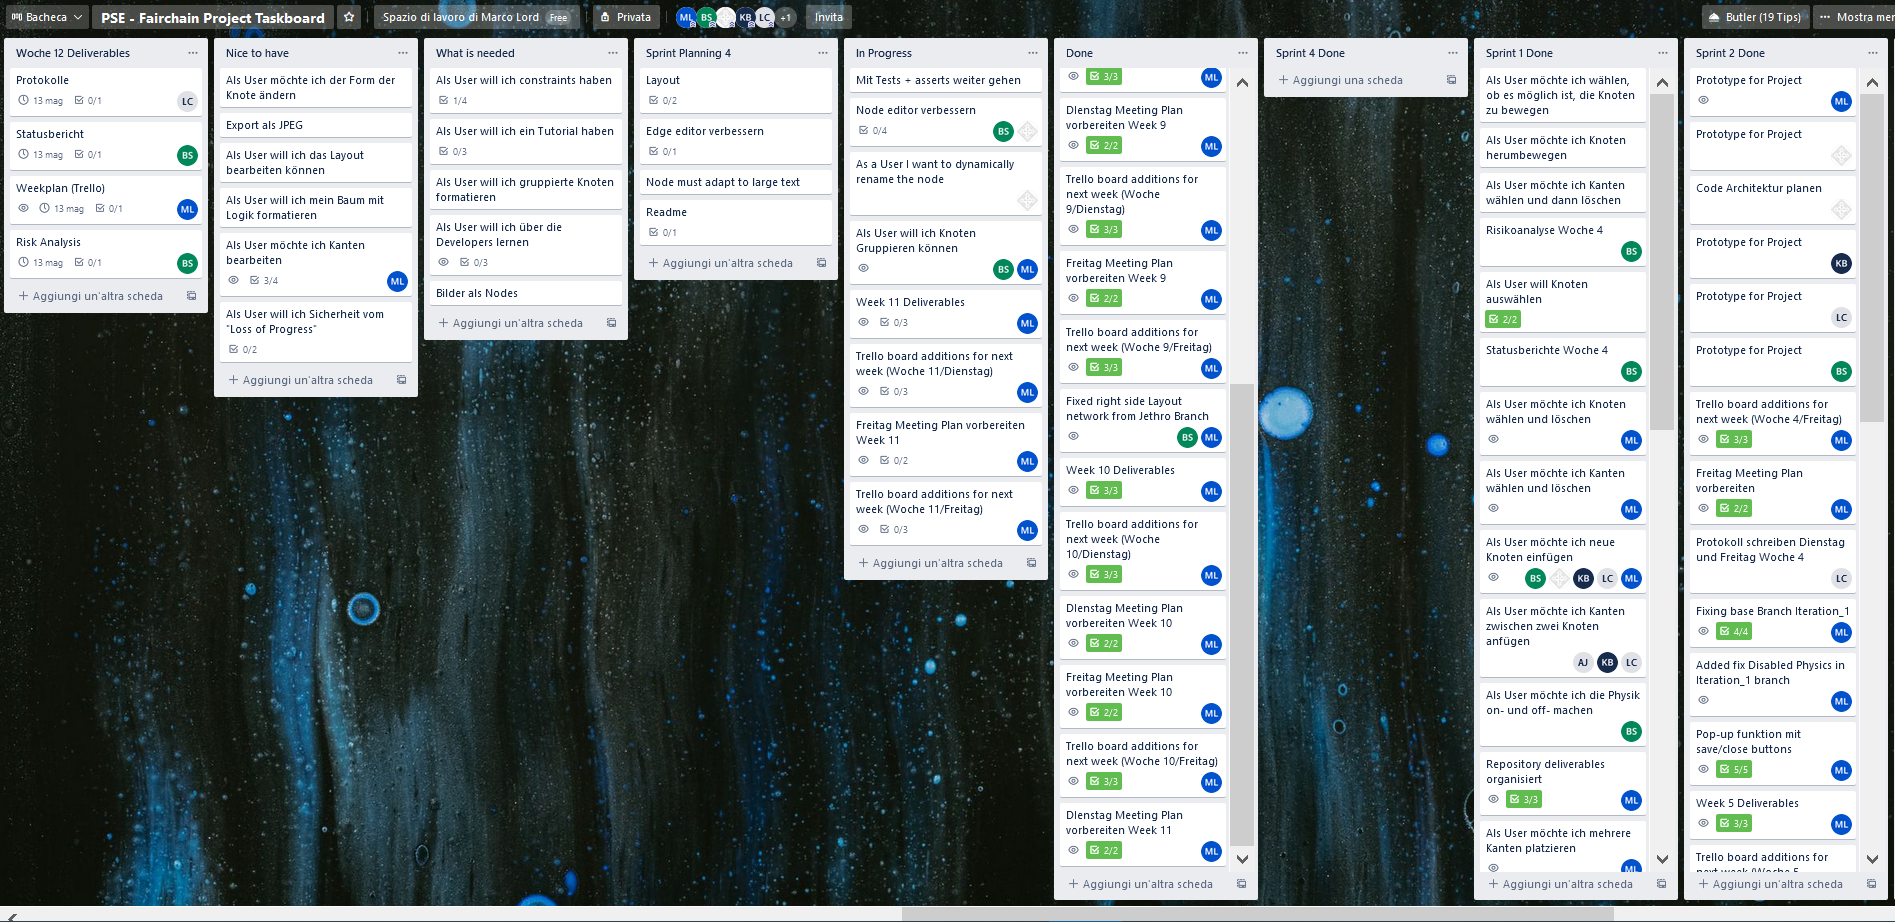 Bacheca
PSE - Fairchain Project Taskboard
Spazio di lavoro di Marco Lord Free
Privata
ML BS KB LC +1
Invita
Butler (19 Tips)
Woche 12 Deliverables
Protokolle
13 mag 0/1
LC
Statusbericht
13 mag 0/1
BS
Weekplan (Trello)
13 mag 0/1
ML
Risk Analysis
13 mag 0/1
BS
+ Aggiungi un'altra scheda
Nice to have
Als User möchte ich der Form der
Knote ändern
Export als JPEG
Als User will ich das Layout
bearbeiten können
Als User will ich mein Baum mit
Logik formatieren
Als User möchte ich Kanten
bearbeiten
3/4
ML
Als User will ich Sicherheit vom
"Loss of Progress"
0/2
+ Aggiungi un'altra scheda
What is needed
Als User will ich constraints haben
1/4
Als User will ich ein Tutorial haben
0/3
Als User will ich gruppierte Knoten
formatieren
Als User will ich über die
Developers lernen
0/3
Bilder als Nodes
+ Aggiungi un'altra scheda
Sprint Planning 4
Layout
0/2
Edge editor verbessern
0/1
Node must adapt to large text
Readme
0/1
+ Aggiungi un'altra scheda
In Progress
Mit Tests + asserts weiter gehen
Node editor verbessern
0/4
BS
As a User I want to dynamically
rename the node
Als User will ich Knoten
Gruppieren können
BS ML
Week 11 Deliverables
0/3
ML
Trello board additions for next
week (Woche 11/Dienstag)
0/3
ML
Freitag Meeting Plan vorbereiten
Week 11
0/2
ML
Trello board additions for next
week (Woche 11/Freitag)
0/3
ML
+ Aggiungi un'altra scheda
Done
3/3
ML
DIenstag Meeting Plan
vorbereiten Week 9
2/2
ML
Trello board additions for
next week (Woche
9/Dienstag)
3/3
ML
Freitag Meeting Plan
vorbereiten Week 9
2/2
ML
Trello board additions for
next week (Woche 9/Freitag)
3/3
ML
Fixed right side Layout
network from Jethro Branch
BS ML
Week 10 Deliverables
3/3
ML
Trello board additions for
next week (Woche
10/Dienstag)
3/3
ML
DIenstag Meeting Plan
vorbereiten Week 10
2/2
ML
Freitag Meeting Plan
vorbereiten Week 10
2/2
ML
Trello board additions for
next week (Woche 10/Freitag)
3/3
ML
DIenstag Meeting Plan
vorbereiten Week 11
2/2
ML
+ Aggiungi un'altra scheda
Sprint 4 Done
+ Aggiungi una scheda
Sprint 1 Done
Als User möchte ich wählen,
ob es möglich ist, die Knoten
zu bewegen
Als User möchte ich Knoten
herumbewegen
Als User möchte ich Kanten
wählen und dann löschen
Risikoanalyse Woche 4
BS
Als User will Knoten
auswählen
2/2
Statusberichte Woche 4
BS
Als User möchte ich Knoten
wählen und löschen
ML
Als User möchte ich Kanten
wählen und löschen
ML
Als User möchte ich neue
Knoten einfügen
BS KB LC ML
Als User möchte ich Kanten
zwischen zwei Knoten
anfügen
AJ KB LC
Als User möchte ich die Physik
on- und off- machen
BS
Repository deliverables
organisiert
3/3
ML
Als User möchte ich mehrere
Kanten platzieren
ML
+ Aggiungi un'altra scheda
Sprint 2 Done
Prototype for Project
ML
Prototype for Project
Code Architektur planen
Prototype for Project
KB
Prototype for Project
LC
Prototype for Project
BS
Trello board additions for
next week (Woche 4/Freitag)
3/3
ML
Freitag Meeting Plan
vorbereiten
2/2
ML
Protokoll schreiben Dienstag
und Freitag Woche 4
LC
Fixing base Branch Iteration_1
4/4
ML
Added fix Disabled Physics in
Iteration_1 branch
ML
Pop-up funktion mit
save/close buttons
5/5
ML
Week 5 Deliverables
3/3
ML
Trello board additions for
next week (Woche 5
+ Aggiungi un'altra scheda